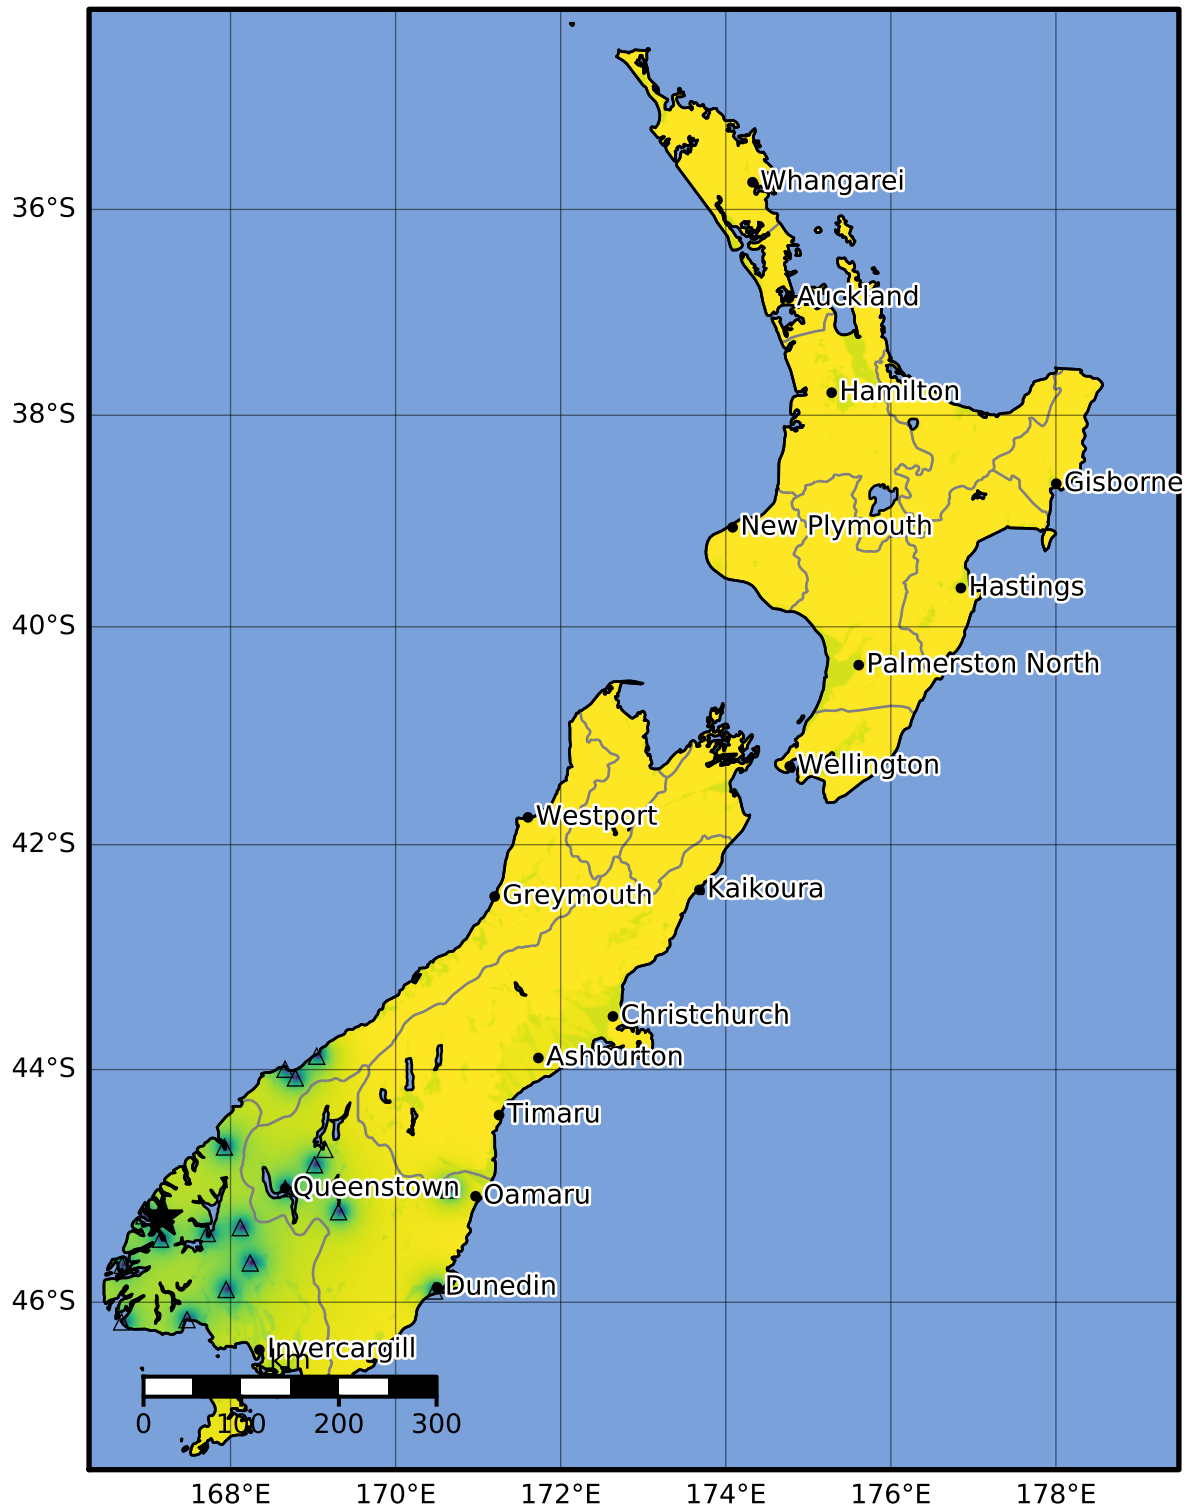 Whangarei
36°S
Auckland
Hamilton
38°S
Gisborne
New Plymouth
Hastings
40°S
Palmerston North
Wellington
Westport
42°S
Kaikoura
Greymouth
Christchurch
Ashburton
44°S
Timaru
Queenstown
Oamaru
Dunedin
46°S
Invercargill
km
0 100 200 300
168°E 170°E 172°E 174°E 176°E 178°E